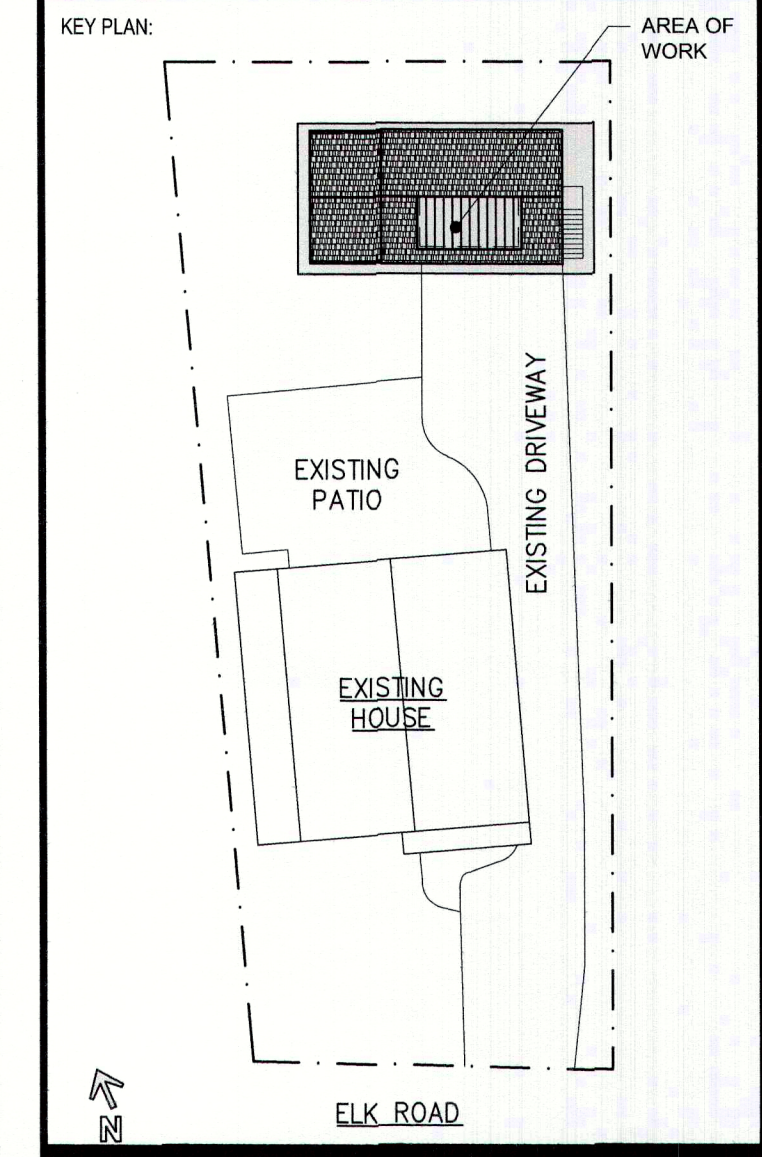 KEY PLAN:
AREA OF
WORK
EXISTING DRIVEWAY
EXISTING
PATIO
EXISTING
HOUSE
N
ELK ROAD